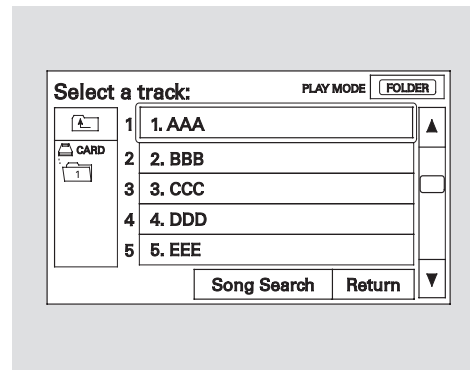 Select a track: PLAY MODE FOLDER
1 1. AAA
CARD
2 2. BBB
1
3 3. CCC
4 4. DDD
5 5. EEE
Song Search Return